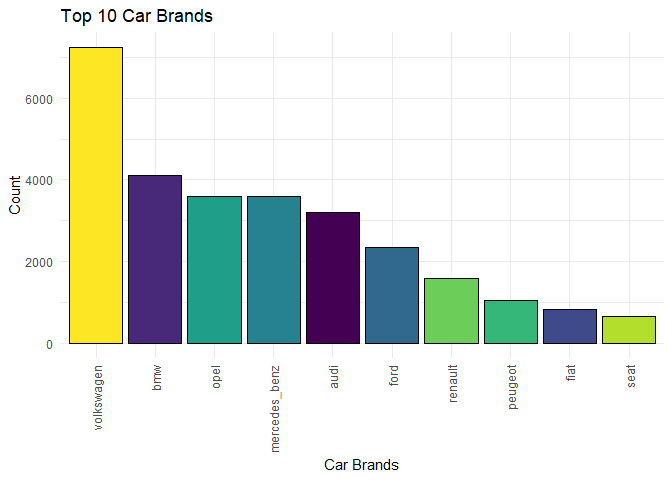 Top 10 Car Brands
Count
6000
4000
2000
0
volkswagen
bmw
opel
mercedes_benz
audi
ford
renault
peugeot
fiat
seat
Car Brands